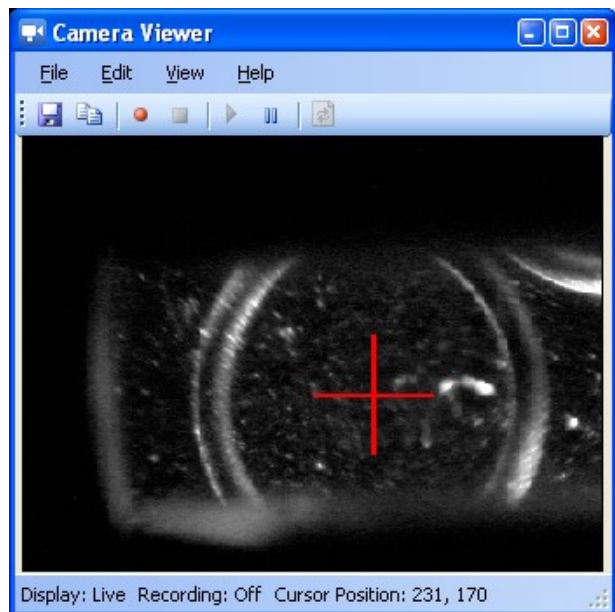 Camera Viewer
File Edit View Help
Display: Live Recording: Off Cursor Position: 231, 170